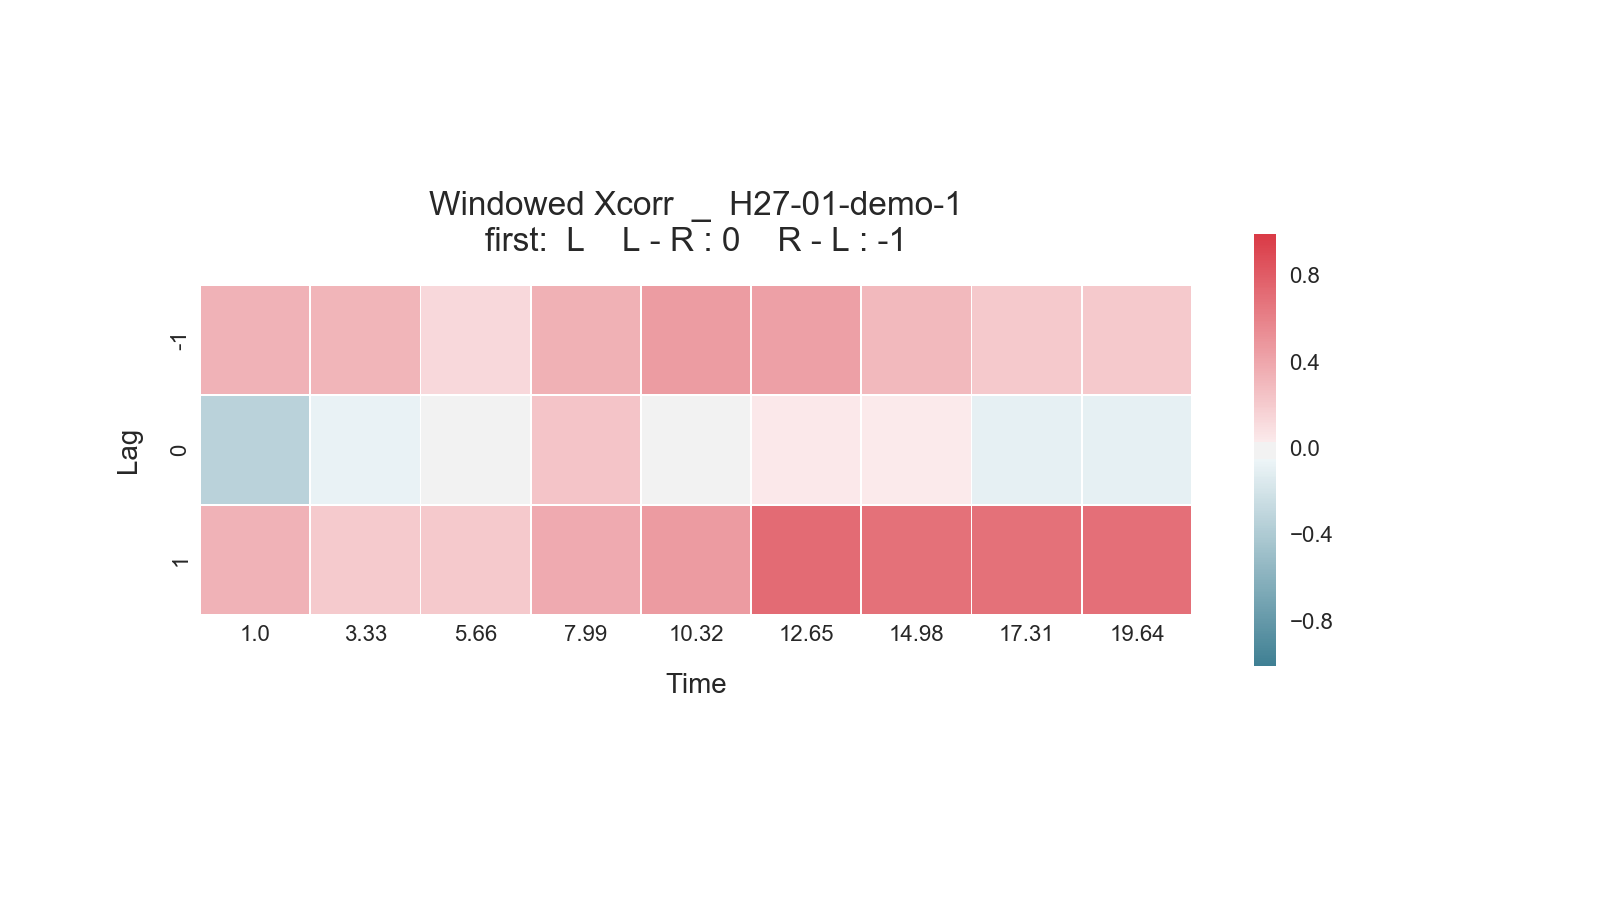 Windowed Xcorr _ H27-01-demo-1
first: L L - R : 0 R - L : -1
Lag
-1
0
1
1.0 3.33 5.66 7.99 10.32 12.65 14.98 17.31 19.64
Time
0.8
0.4
0.0
−0.4
−0.8